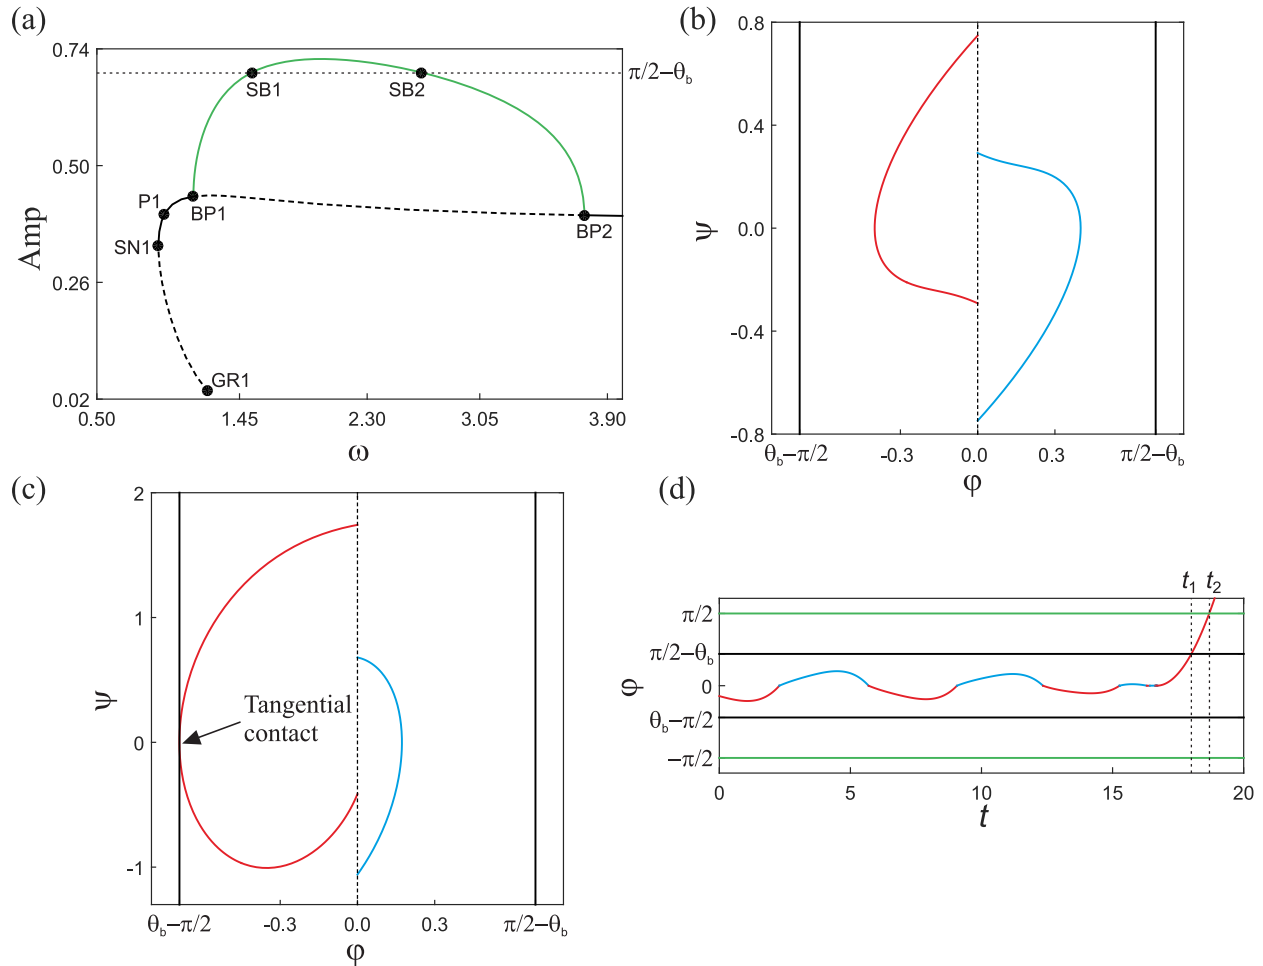 (a)
0.74
0.50
0.26
0.02
Amp
π/2−θb
SB1
SB2
P1
BP1
SN1
BP2
GR1
0.50
1.45
2.30
3.05
3.90
ω
(b)
0.8
0.4
0.0
-0.4
-0.8
ψ
θb−π/2
-0.3
0.0
0.3
π/2−θb
φ
(c)
2
1
0
-1
ψ
Tangential
contact
θb−π/2
-0.3
0.0
0.3
π/2−θb
φ
(d)
t1
t2
π/2
π/2−θb
0
θb−π/2
−π/2
φ
0
5
10
15
20
t